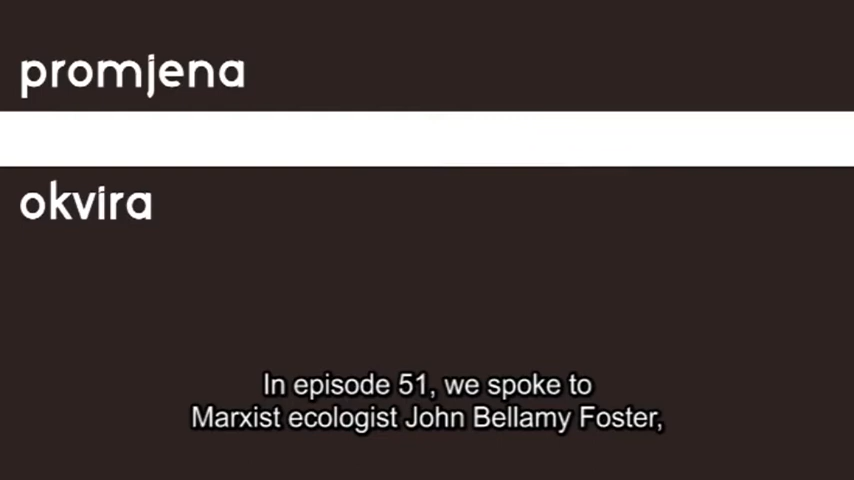 promjena
okvira
In episode 51, we spoke to
Marxist ecologist John Bellamy Foster,